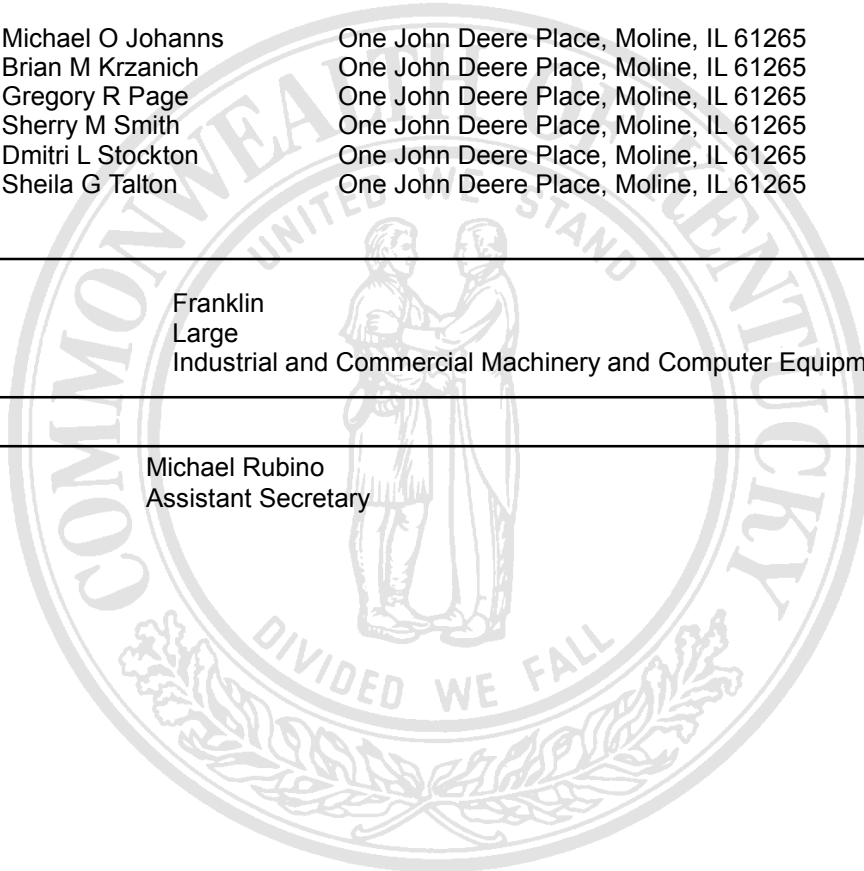 Michael O Johanns One John Deere Place, Moline, IL 61265
Brian M Krzanich One John Deere Place, Moline, IL 61265
Gregory R Page One John Deere Place, Moline, IL 61265
Sherry M Smith One John Deere Place, Moline, IL 61265
Dmitri L Stockton One John Deere Place, Moline, IL 61265
Sheila G Talton One John Deere Place, Moline, IL 61265
COMMONWEALTH OF KENTUCKY
UNITED WE STAND
Franklin
Large
Industrial and Commercial Machinery and Computer Equipm
Michael Rubino
Assistant Secretary
DIVIDED WE FALL